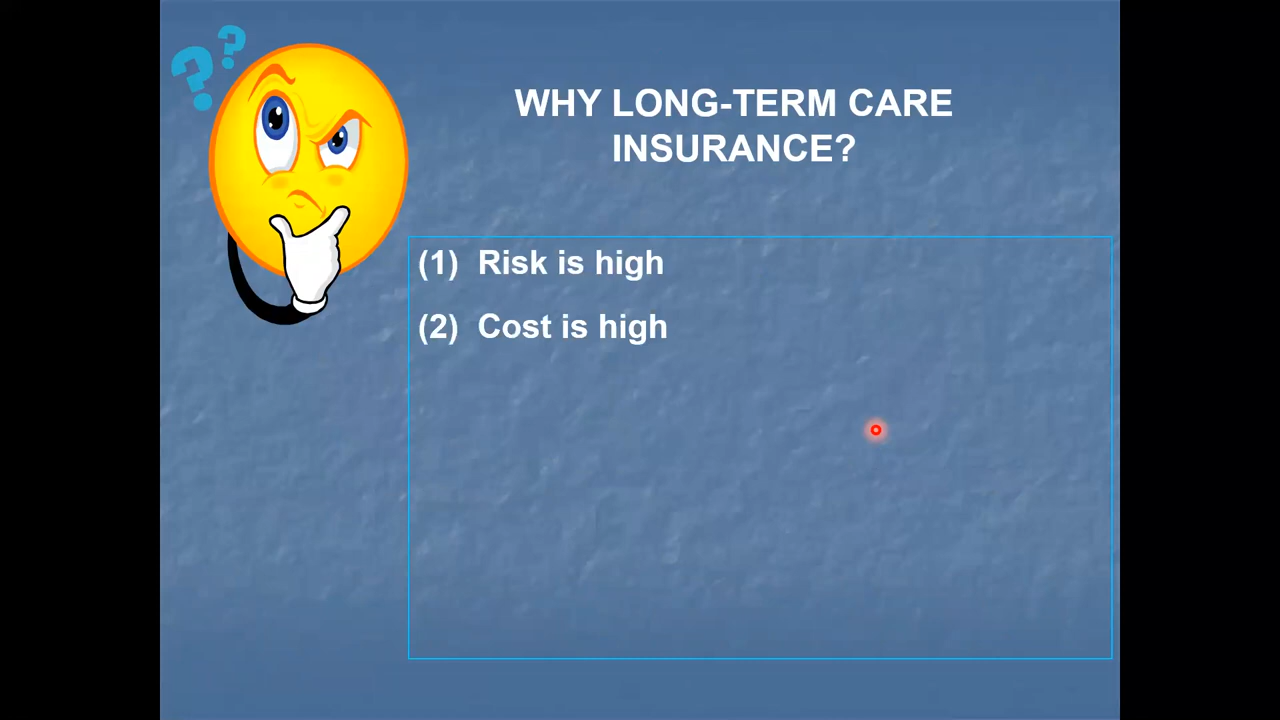 ? ?
WHY LONG-TERM CARE
INSURANCE?
(1) Risk is high
(2) Cost is high